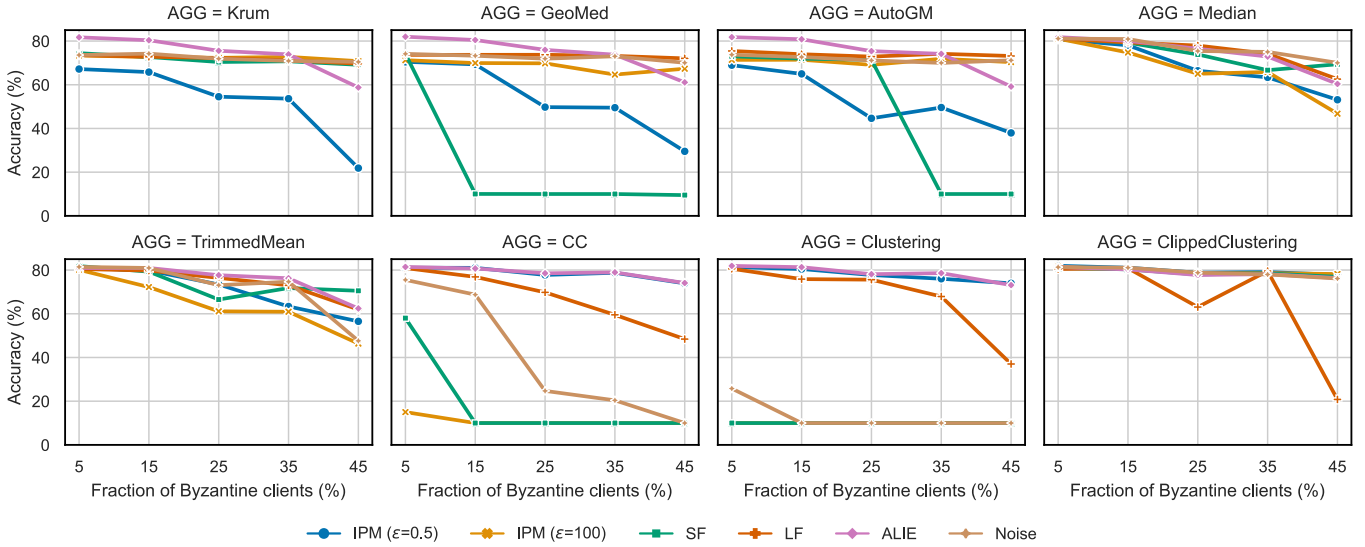 AGG = Krum AGG = GeoMed AGG = AutoGM AGG = Median
Accuracy (%)
80
60
40
20
0
AGG = TrimmedMean AGG = CC AGG = Clustering AGG = ClippedClustering
Accuracy (%)
80
60
40
20
0
5 15 25 35 45 5 15 25 35 45 5 15 25 35 45 5 15 25 35 45
Fraction of Byzantine clients (%) Fraction of Byzantine clients (%) Fraction of Byzantine clients (%) Fraction of Byzantine clients (%)
IPM (ε=0.5) IPM (ε=100) SF LF ALIE Noise